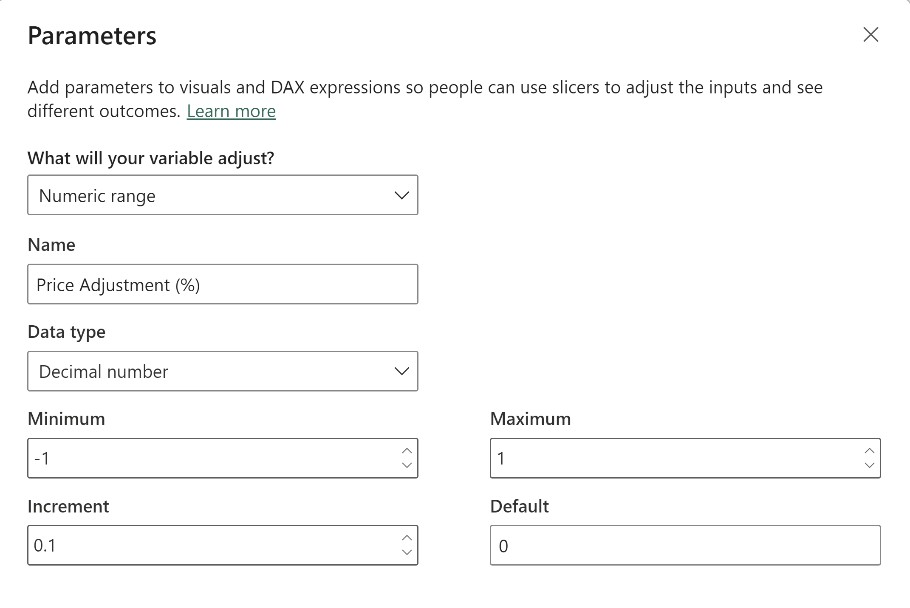 Parameters
Add parameters to visuals and DAX expressions so people can use slicers to adjust the inputs and see
different outcomes. Learn more
What will your variable adjust?
Numeric range
Name
Price Adjustment (%)
Data type
Decimal number
Minimum
-1
Maximum
1
Increment
0.1
Default
0